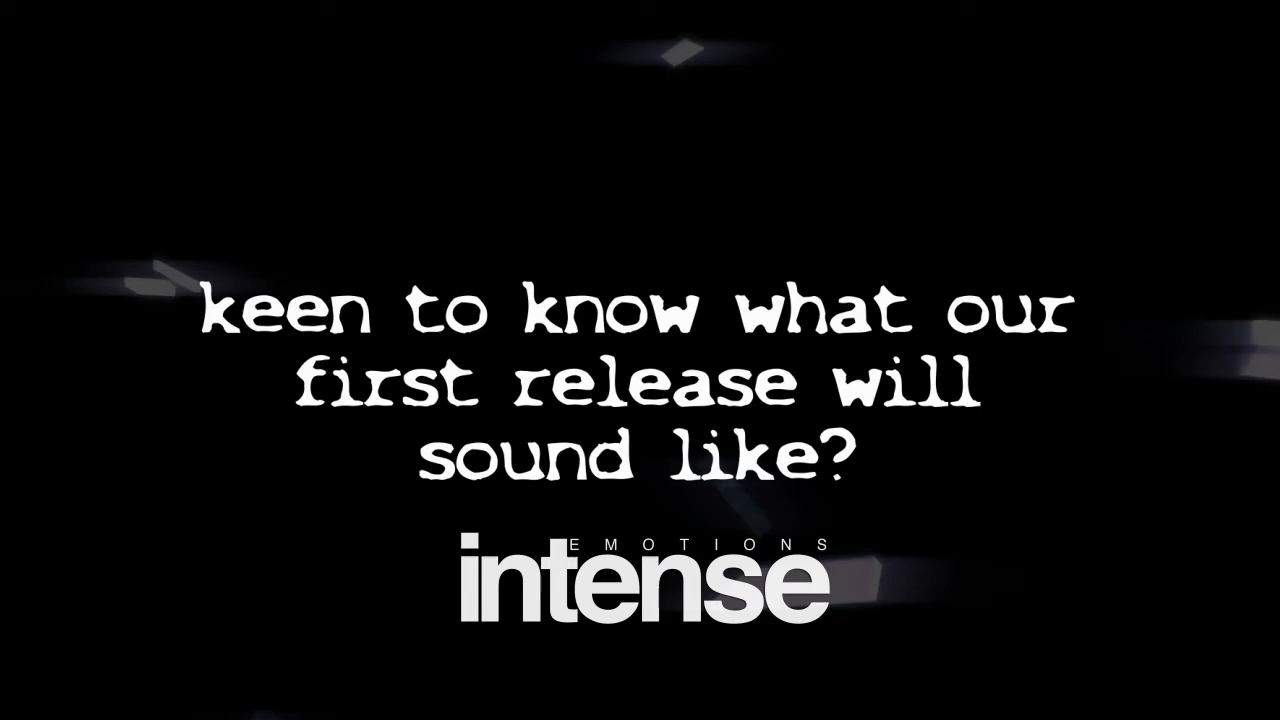 keen to know what our
first release will
sound like?
EMOTIONS
intense